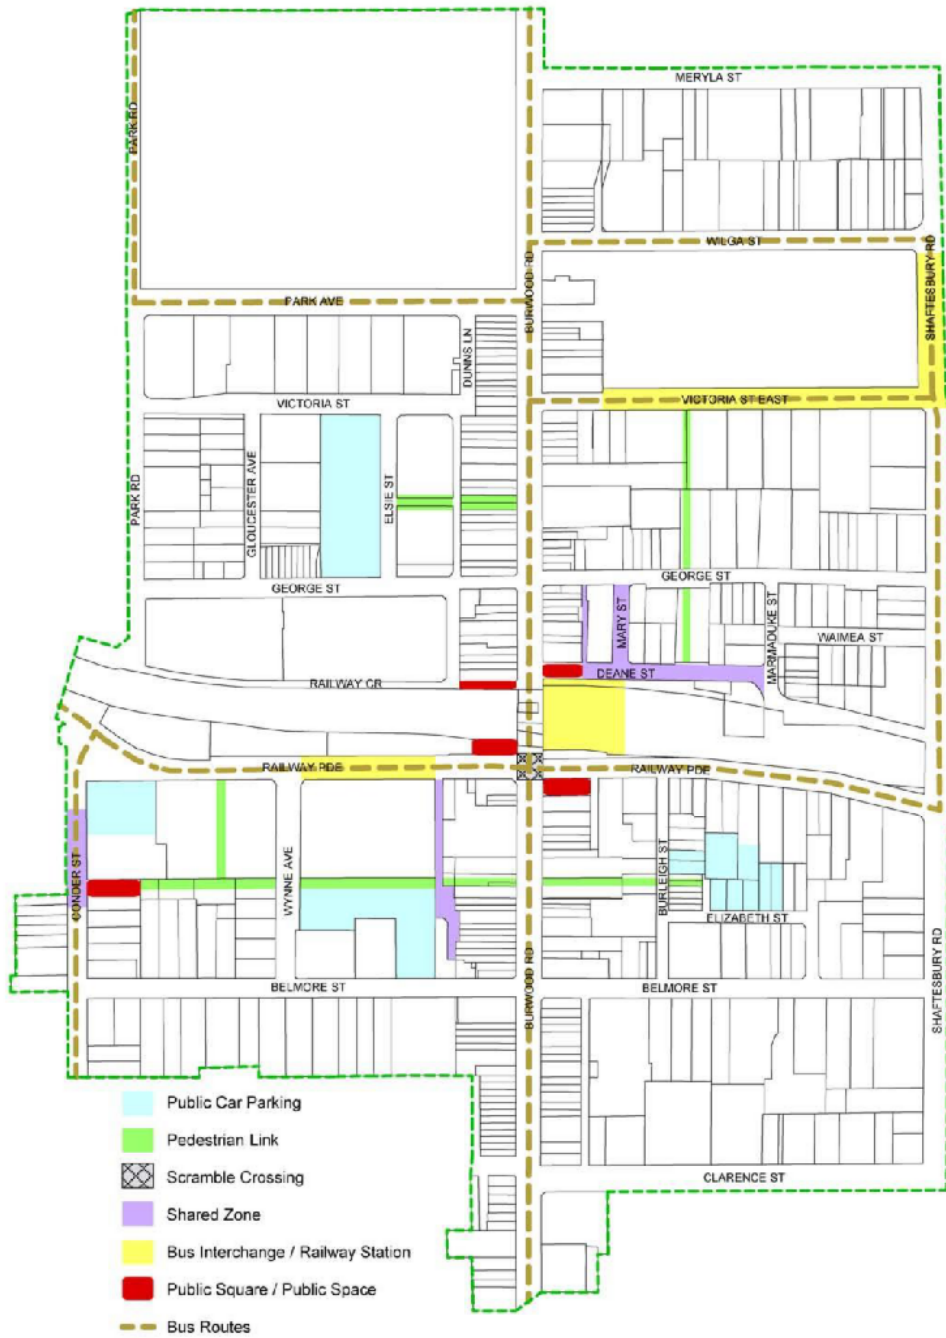 MERYLA ST
PARK RD
WILGA ST
BURWOOD RD
SHAFTESBURY RD
PARK AVE
DUNNS LN
VICTORIA ST
VICTORIA ST EAST
PARK RD
GLOUCESTER AVE
ELSIE ST
GEORGE ST
GEORGE ST
MARY ST
MARMADUKE ST
WAIMEA ST
DEANE ST
RAILWAY CR
RAILWAY PDE
RAILWAY PDE
CONDER ST
WYNNE AVE
BURLEIGH ST
ELIZABETH ST
BELMORE ST
BURWOOD RD
BELMORE ST
SHAFTESBURY RD
Public Car Parking
Pedestrian Link
Scramble Crossing
CLARENCE ST
Shared Zone
Bus Interchange / Railway Station
Public Square / Public Space
Bus Routes